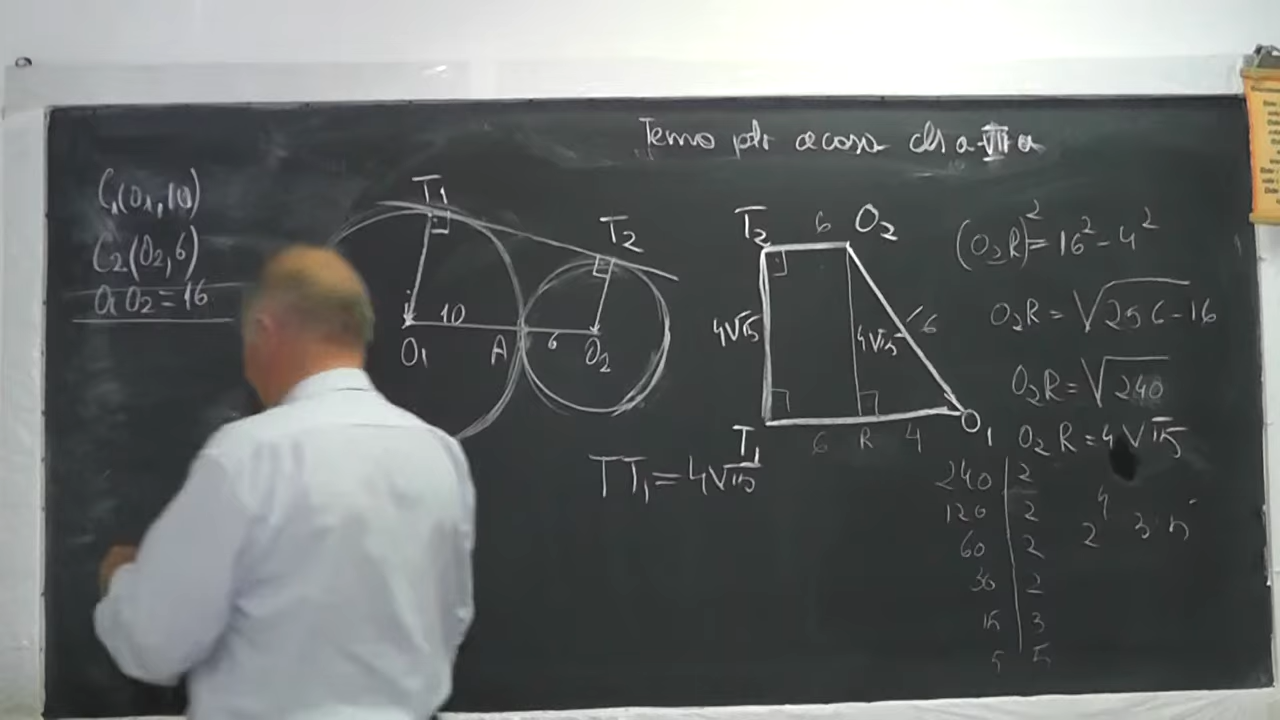 Temo ptr acasa cls a VII a
C₁(O₁, 10)
C₂(O₂, 6)
O₁O₂ = 16
T₁
T₂
10
6
O₁
A
O₂
T₂ 6 O₂
4√15
4√15
16
T₁ 6 R 4 O₁
TT₁ = 4√15
(O₂R)² = 16² - 4²
O₂R = √256-16
O₂R = √240
O₂R = 4√15
240 | 2
120 | 2
60 | 2
30 | 2
15 | 3
5 | 5
2⁴ 3 · 5